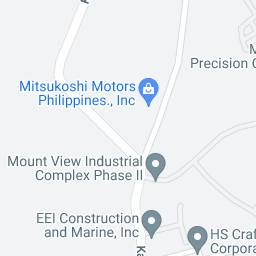 Mitsukoshi Motors
Philippines., Inc
Precision C
Mount View Industrial
Complex Phase II
EEI Construction
and Marine, Inc
HS Craf
Corpora